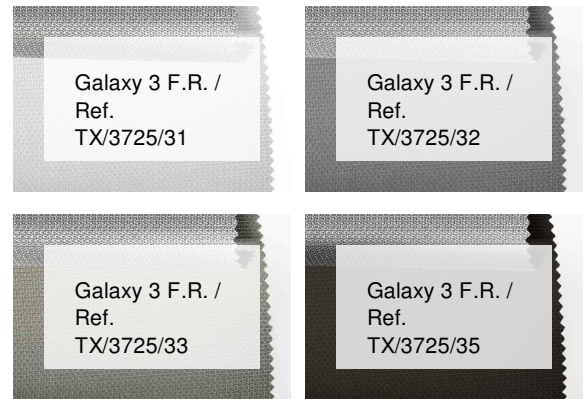 Galaxy 3 F.R. /
Ref.
TX/3725/31
Galaxy 3 F.R. /
Ref.
TX/3725/32
Galaxy 3 F.R. /
Ref.
TX/3725/33
Galaxy 3 F.R. /
Ref.
TX/3725/35